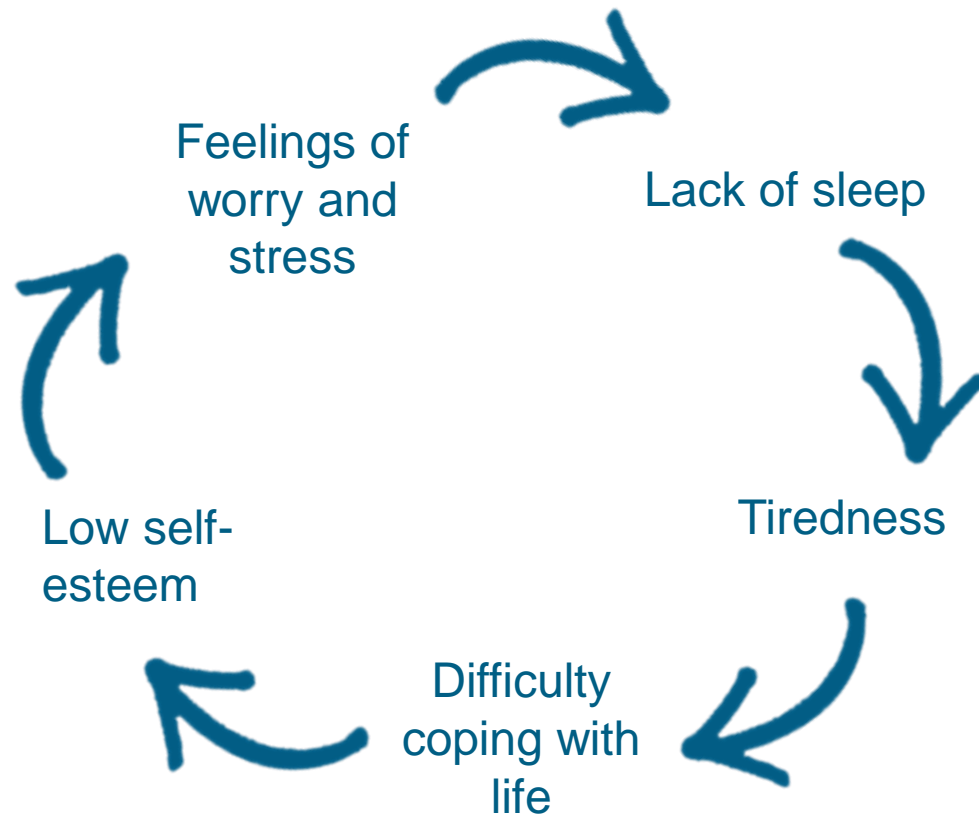 Feelings of
worry and
stress
Lack of sleep
Tiredness
Difficulty
coping with
life
Low self-
esteem